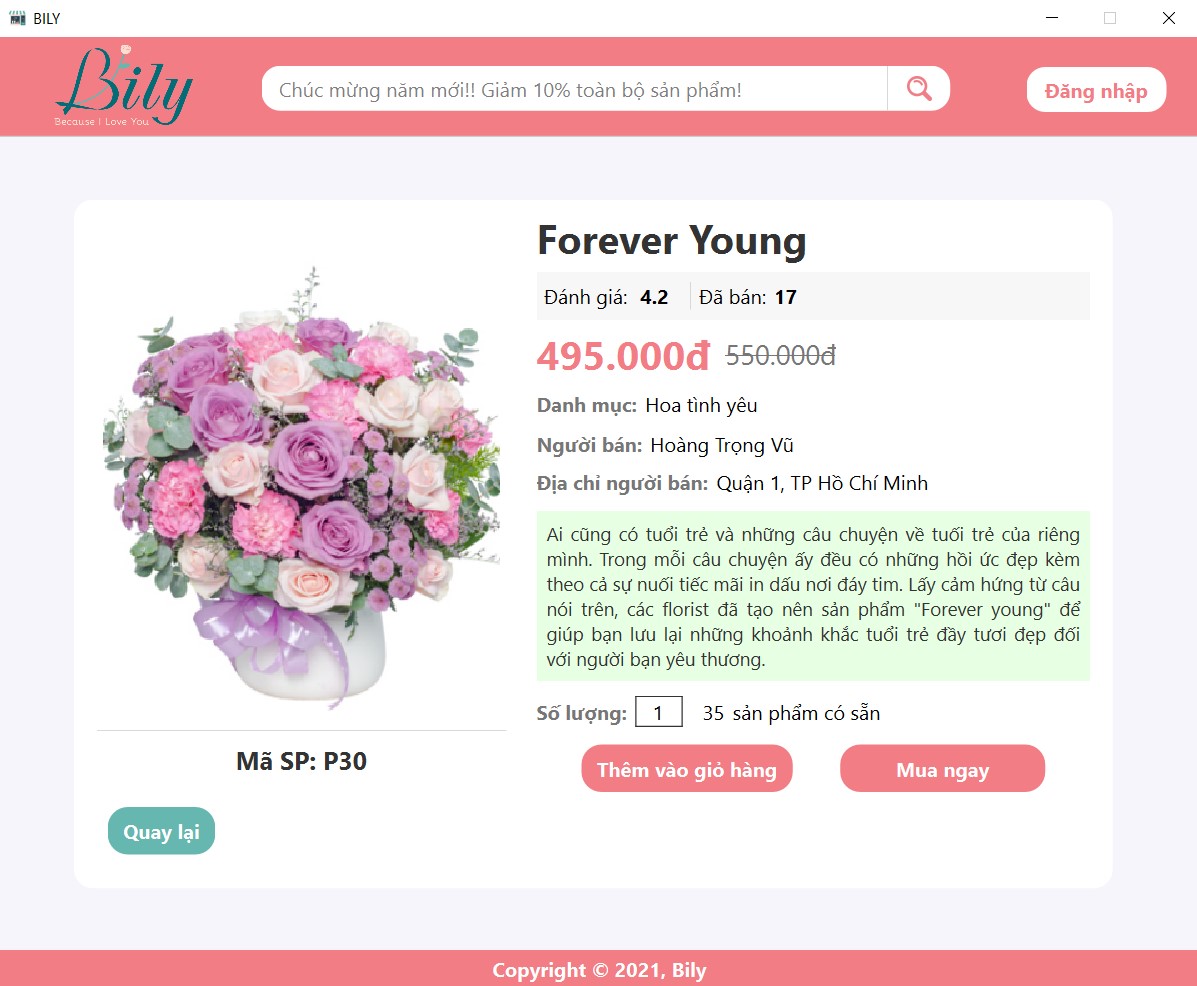 BILY
Bily
Because I Love You
Chúc mừng năm mới!! Giảm 10% toàn bộ sản phẩm!
Đăng nhập
Forever Young
Đánh giá: 4.2 Đã bán: 17
495.000đ 550.000đ
Danh mục: Hoa tình yêu
Người bán: Hoàng Trọng Vũ
Địa chỉ người bán: Quận 1, TP Hồ Chí Minh
Ai cũng có tuổi trẻ và những câu chuyện về tuối trẻ của riêng
mình. Trong mỗi câu chuyện ấy đều có những hồi ức đẹp kèm
theo cả sự nuối tiếc mãi in dấu nơi đáy tim. Lấy cảm hứng từ câu
nói trên, các florist đã tạo nên sản phẩm "Forever young" để
giúp bạn lưu lại những khoảnh khắc tuổi trẻ đầy tươi đẹp đối
với người bạn yêu thương.
Số lượng: 1 35 sản phẩm có sẵn
Mã SP: P30
Thêm vào giỏ hàng
Mua ngay
Quay lại
Copyright © 2021, Bily